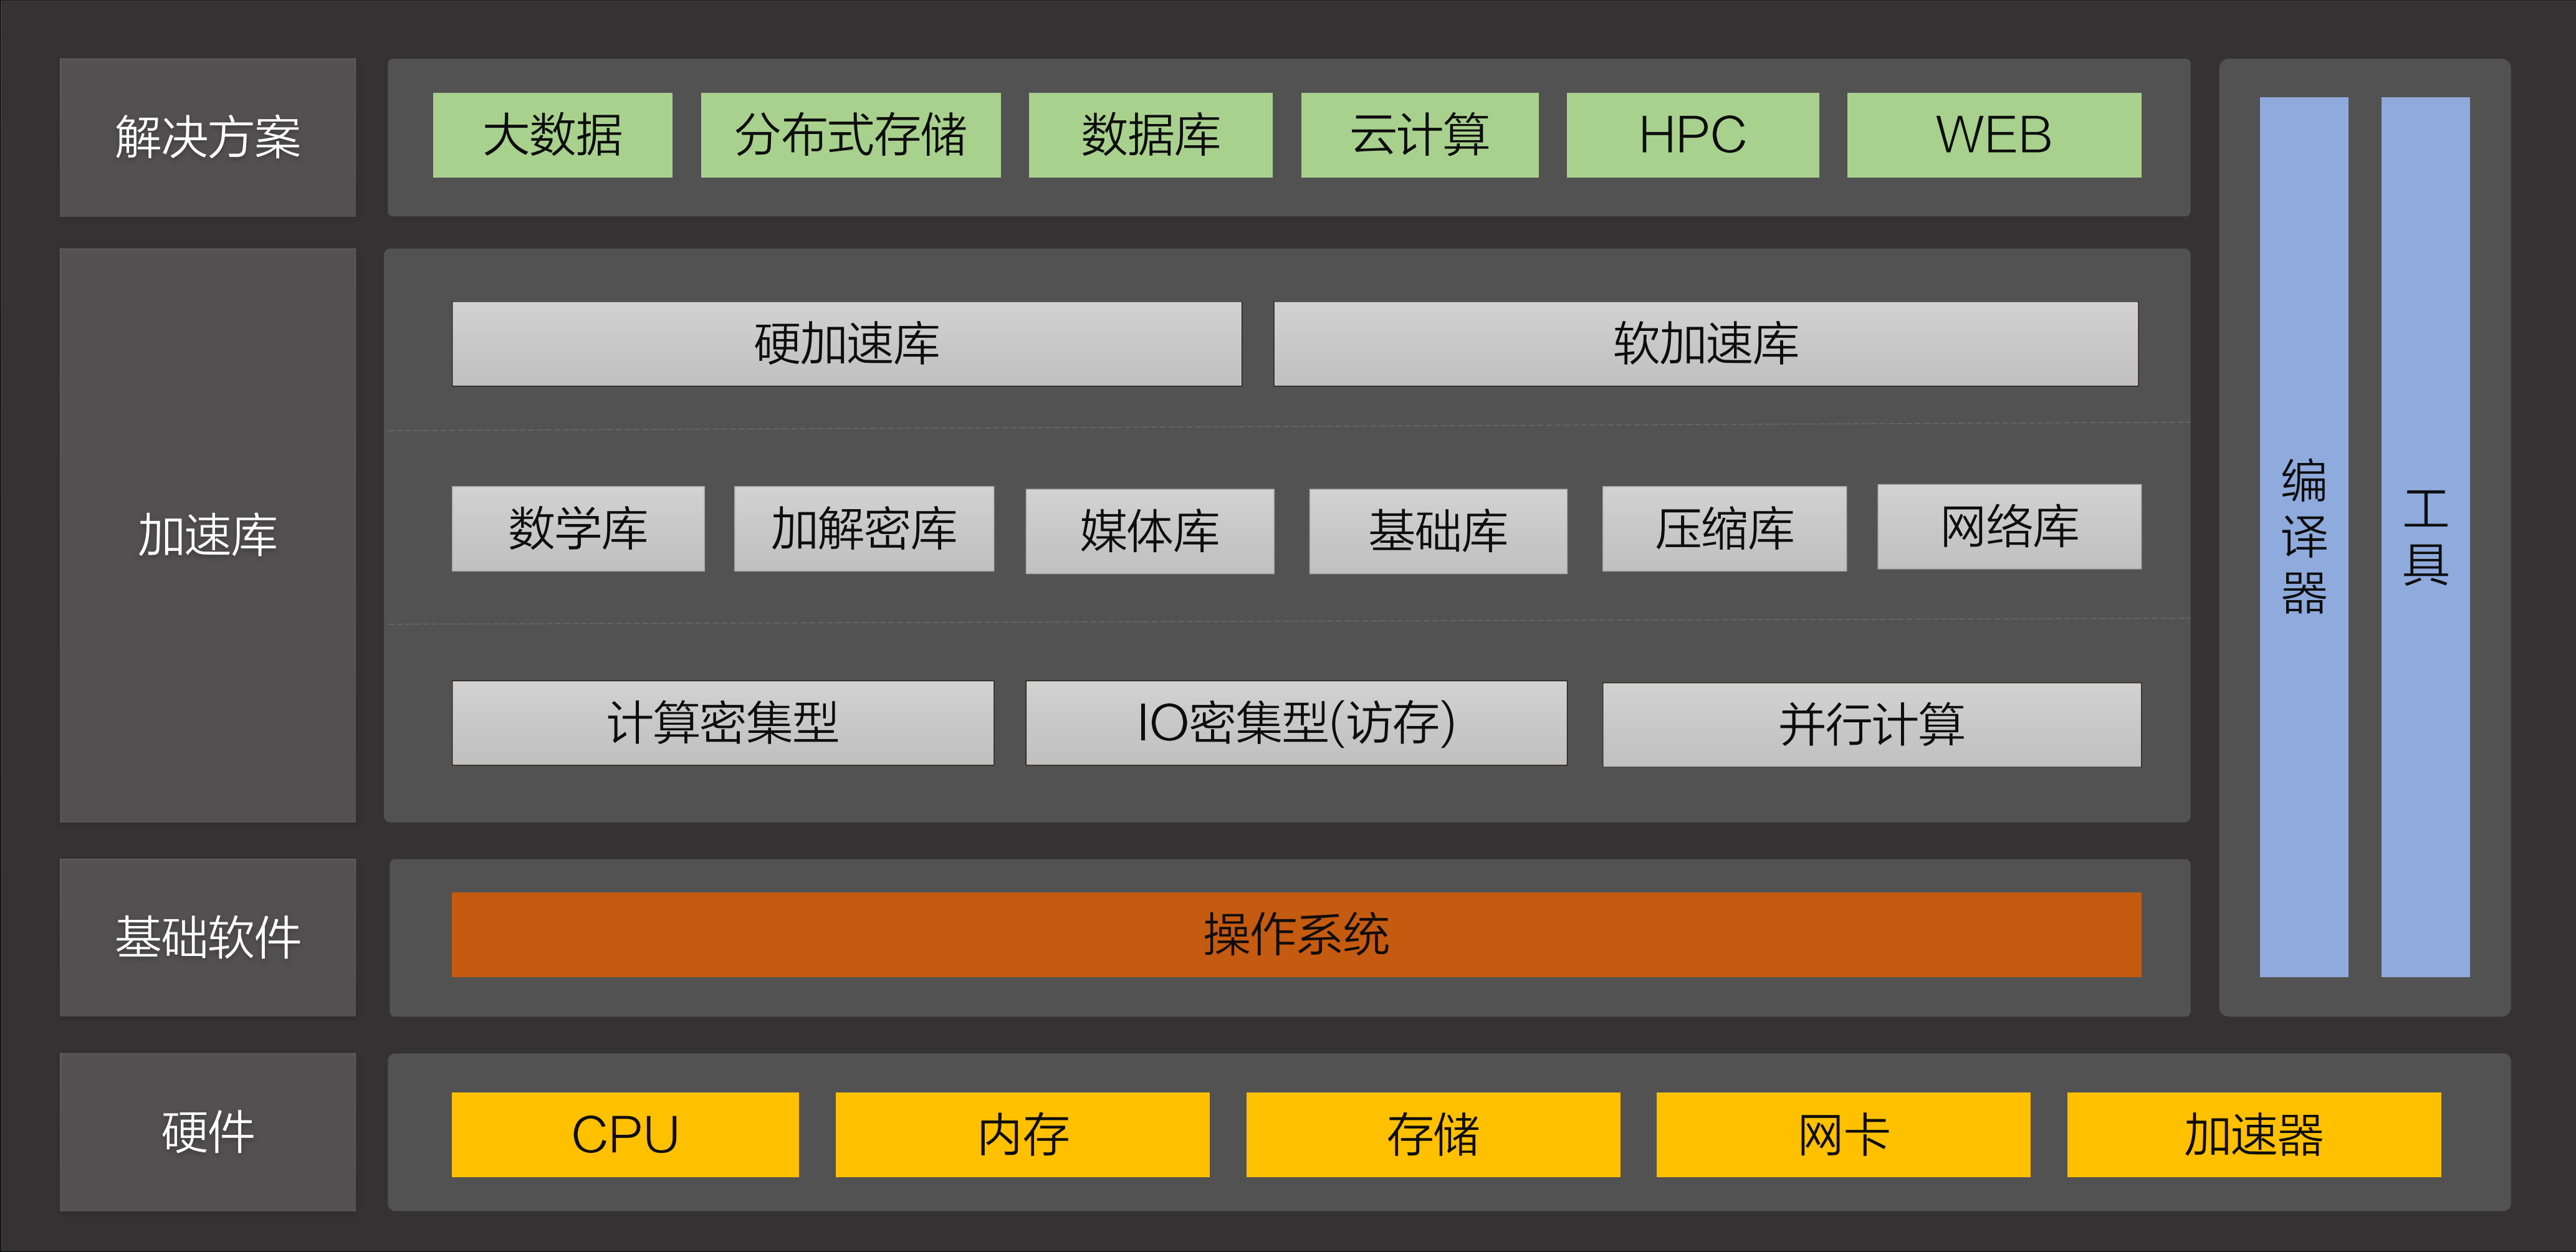 解决方案
大数据
分布式存储
数据库
云计算
HPC
WEB
加速库
硬加速库
软加速库
数学库
加解密库
媒体库
基础库
压缩库
网络库
计算密集型
IO密集型(访存)
并行计算
基础软件
操作系统
编译器
工具
硬件
CPU
内存
存储
网卡
加速器